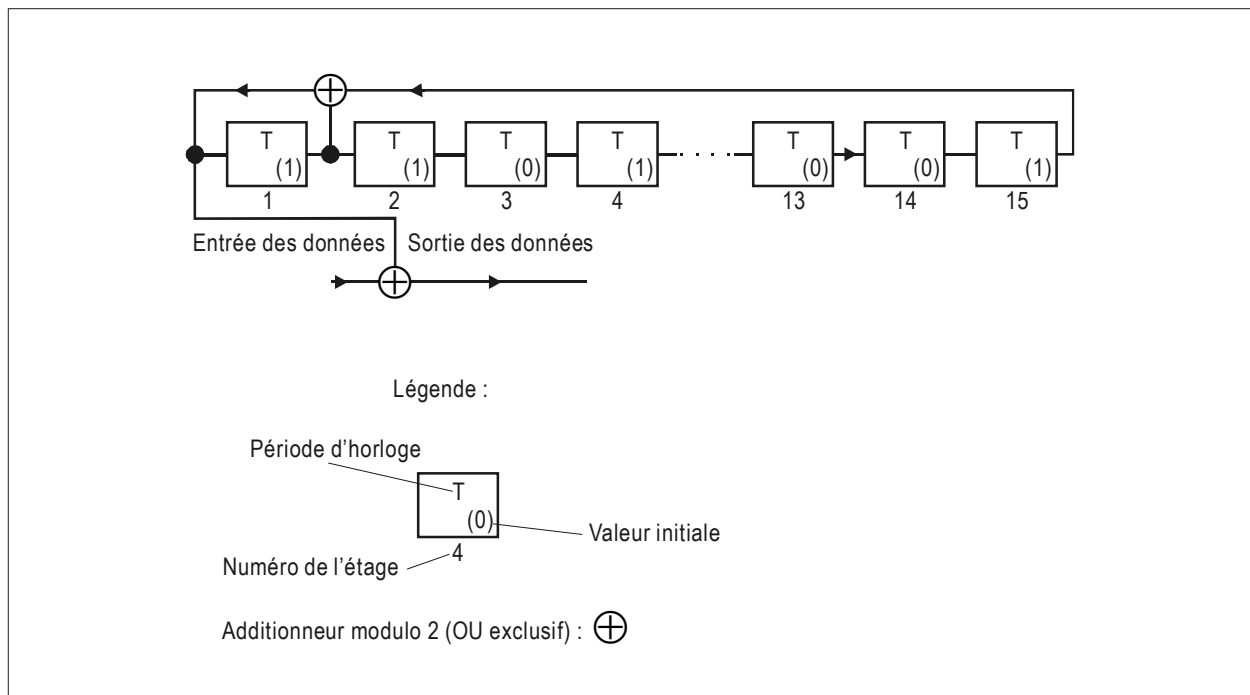 T T T T T T T
(1) (1) (0) (1) (0) (0) (1)
1 2 3 4 13 14 15
Entrée des données Sortie des données
Légende :
Période d'horloge
T
(0)
Valeur initiale
4
Numéro de l'étage
Additionneur modulo 2 (OU exclusif) :